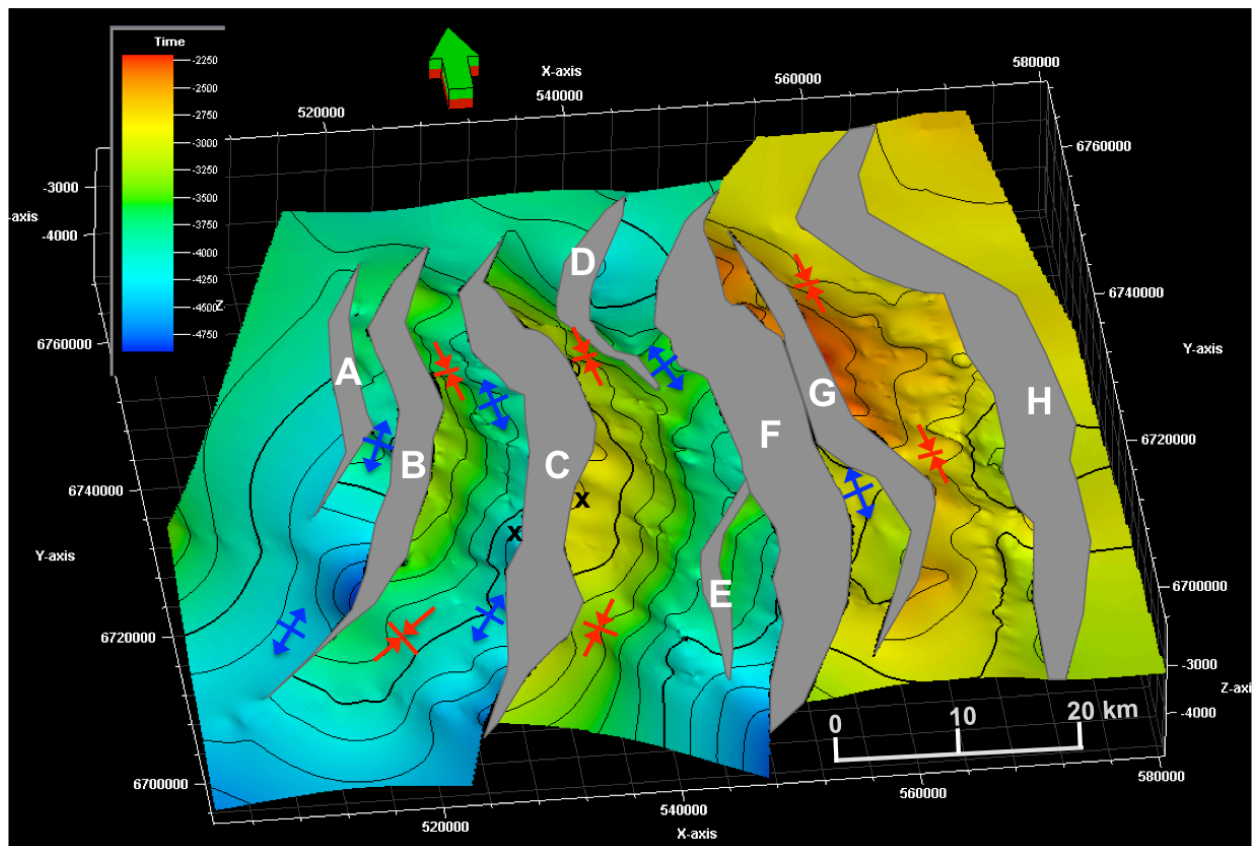 Time
-2250
-2500
-2750
-3000
-3250
-3500
-3750
-4000
-4250
-4500
-4750
X-axis
520000
540000
560000
580000
-3000
-4000
-axis
Z
6760000
6740000
6720000
6700000
Y-axis
6760000
6740000
6720000
6700000
Y-axis
A
B
C
D
E
F
G
H
x
x
0
10
20 km
-3000
-4000
Z-axi
520000
540000
560000
580000
X-axis